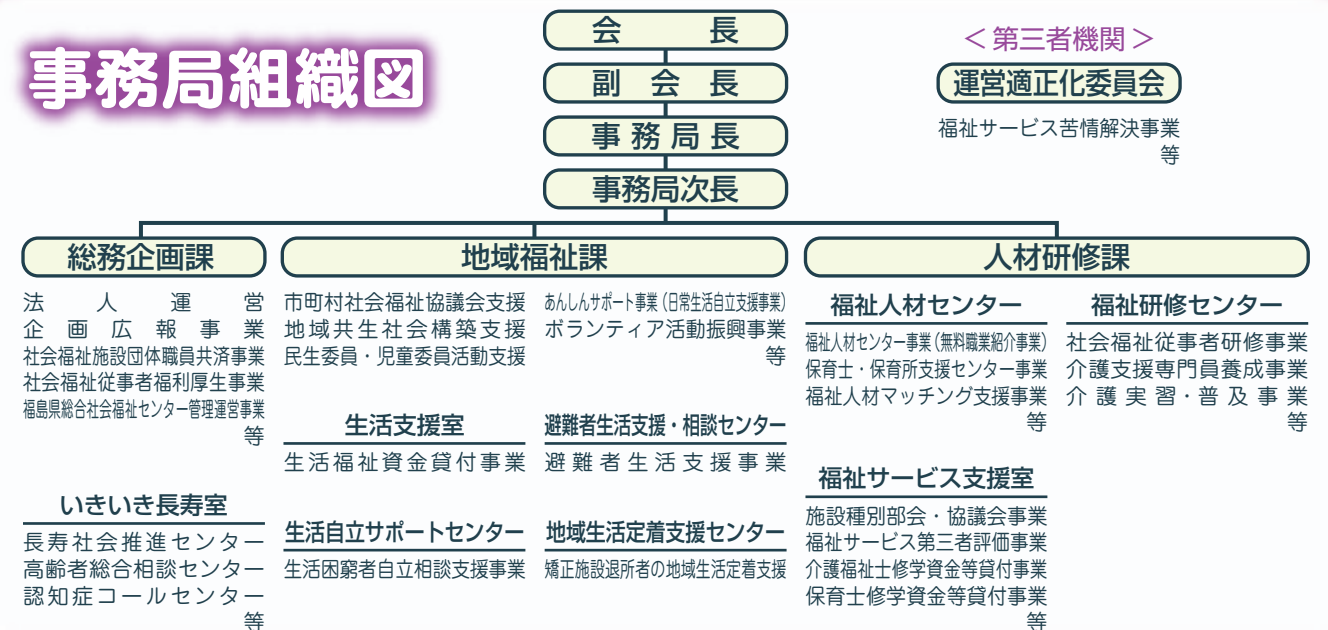 事務局組織図
会長
副会長
事務局長
事務局次長
＜第三者機関＞
運営適正化委員会
福祉サービス苦情解決事業
等
総務企画課
法人運営
企画広報事業
社会福祉施設団体職員共済事業
社会福祉従事者福利厚生事業
福島県総合社会福祉センター管理運営事業
等
いきいき長寿室
長寿社会推進センター
高齢者総合相談センター
認知症コールセンター
等
地域福祉課
市町村社会福祉協議会支援
地域共生社会構築支援
民生委員・児童委員活動支援
あんしんサポート事業（日常生活自立支援事業）
ボランティア活動振興事業
等
生活支援室
生活福祉資金貸付事業
避難者生活支援・相談センター
避難者生活支援事業
生活自立サポートセンター
生活困窮者自立相談支援事業
地域生活定着支援センター
矯正施設退所者の地域生活定着支援
人材研修課
福祉人材センター
福祉人材センター事業（無料職業紹介事業）
保育士・保育所支援センター事業
福祉人材マッチング支援事業
等
福祉研修センター
社会福祉従事者研修事業
介護支援専門員養成事業
介護実習・普及事業
等
福祉サービス支援室
施設種別部会・協議会事業
福祉サービス第三者評価事業
介護福祉士修学資金等貸付事業
保育士修学資金等貸付事業
等